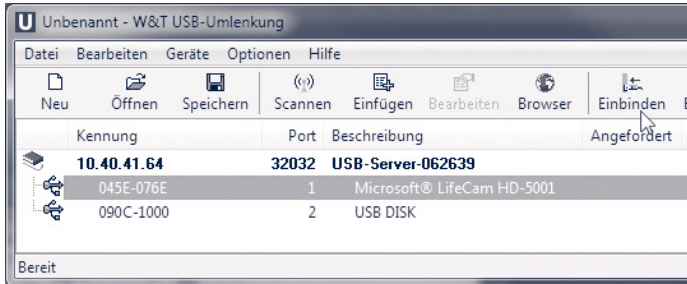 U Unbenannt - W&T USB-Umlenkung
Datei Bearbeiten Geräte Optionen Hilfe
Neu Öffnen Speichern Scannen Einfügen Bearbeiten Browser Einbinden
Kennung Port Beschreibung Angefordert
10.40.41.64 32032 USB-Server-062639
045E-076E 1 Microsoft® LifeCam HD-5001
090C-1000 2 USB DISK
Bereit